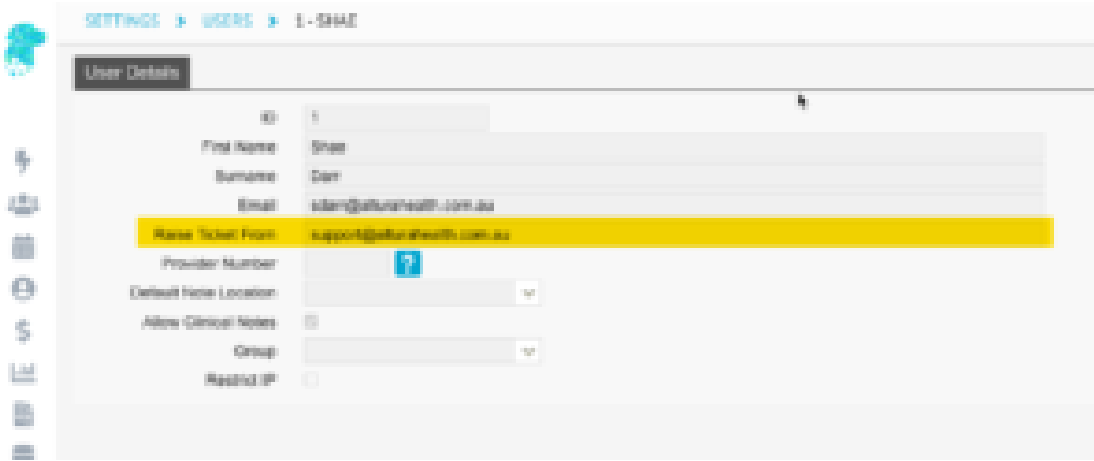 SETTINGS > USERS > 1 - SHAE
User Details
ID 1
First Name Shae
Surname Darr
Email sdarr@alturahealth.com.au
Raise Ticket From support@alturahealth.com.au
Provider Number ?
Default Note Location
Allow Clinical Notes
Group
Restrict IP